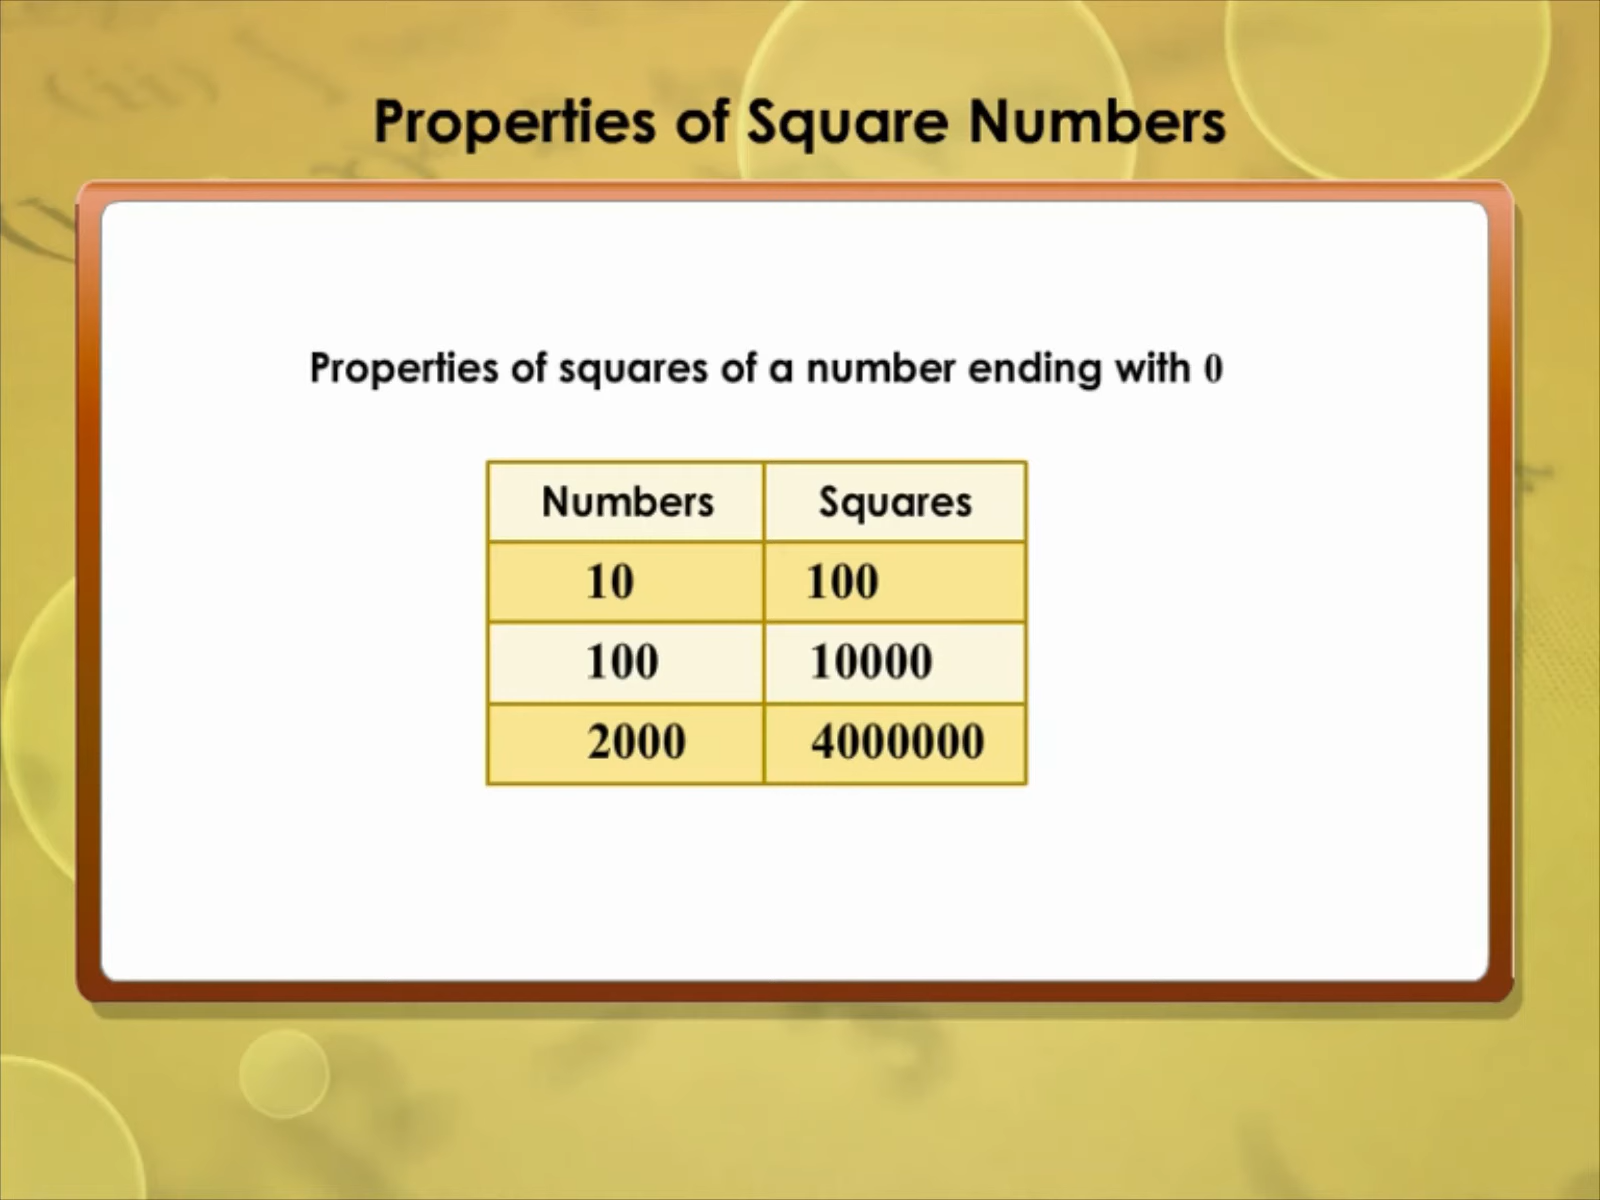 Properties of Square Numbers
Properties of squares of a number ending with 0
Numbers Squares
10 100
100 10000
2000 4000000